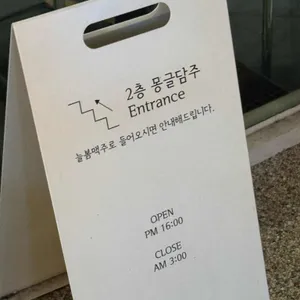 2층 몽글담주
Entrance
늘봄맥주로 들어오시면 안내해드립니다.
OPEN
PM 16:00
CLOSE
AM 3:00